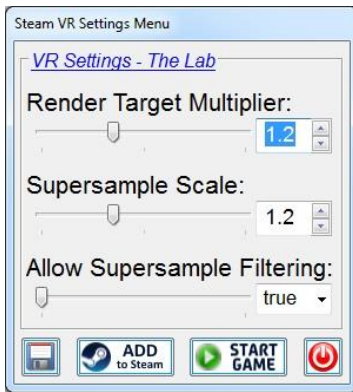 Steam VR Settings Menu
VR Settings - The Lab
Render Target Multiplier:
1.2
Supersample Scale:
1.2
Allow Supersample Filtering:
true
ADD
to Steam
START
GAME